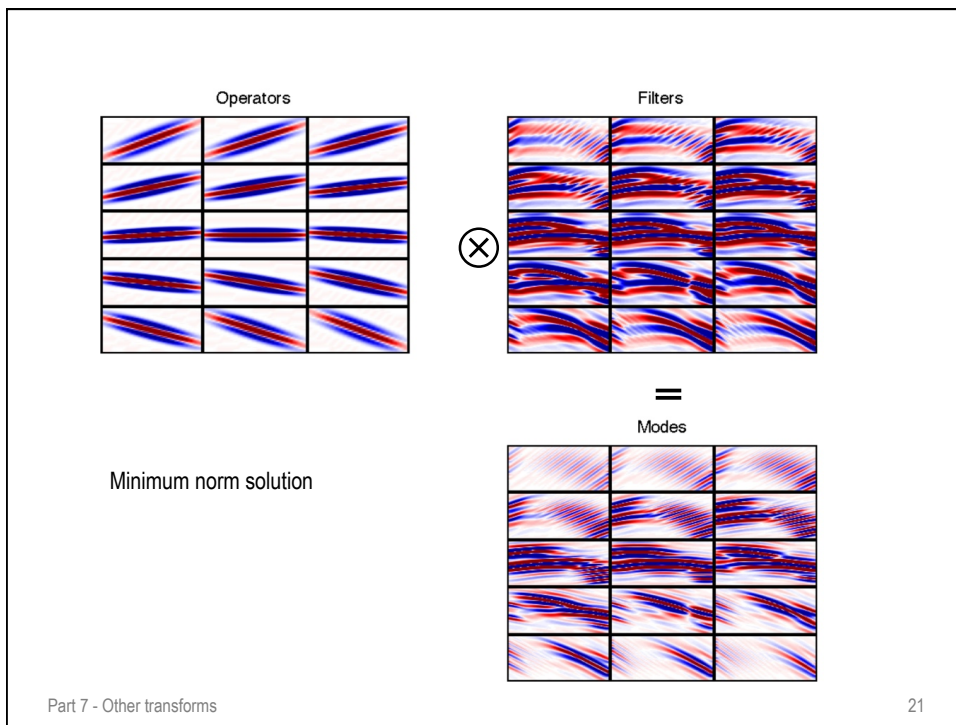 Operators
Filters
=
Modes
Minimum norm solution
Part 7 - Other transforms
21